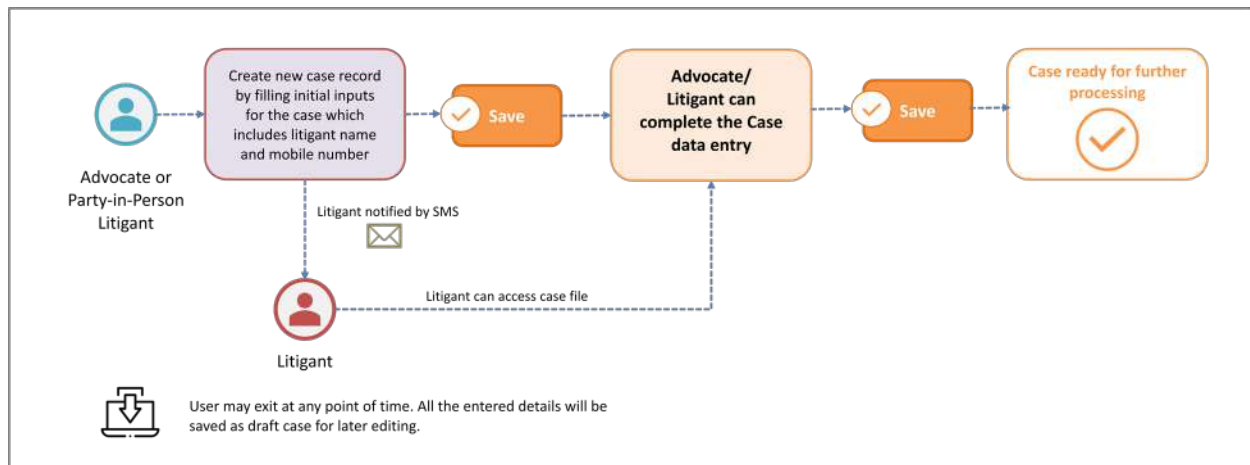 Create new case record
by filling initial inputs
for the case which
includes litigant name
and mobile number
Save
Advocate/
Litigant can
complete the Case
data entry
Save
Case ready for further
processing
Advocate or
Party-in-Person
Litigant
Litigant notified by SMS
Litigant can access case file
Litigant
User may exit at any point of time. All the entered details will be
saved as draft case for later editing.